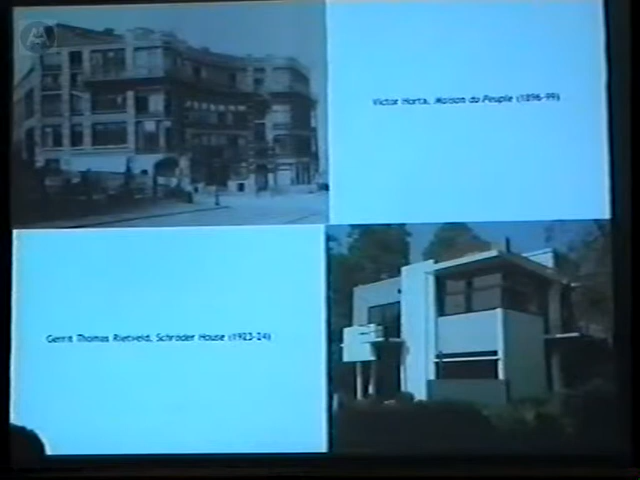 Victor Horta, Maison du Peuple (1896-99)
Gerrit Thomas Rietveld, Schröder House (1923-24)